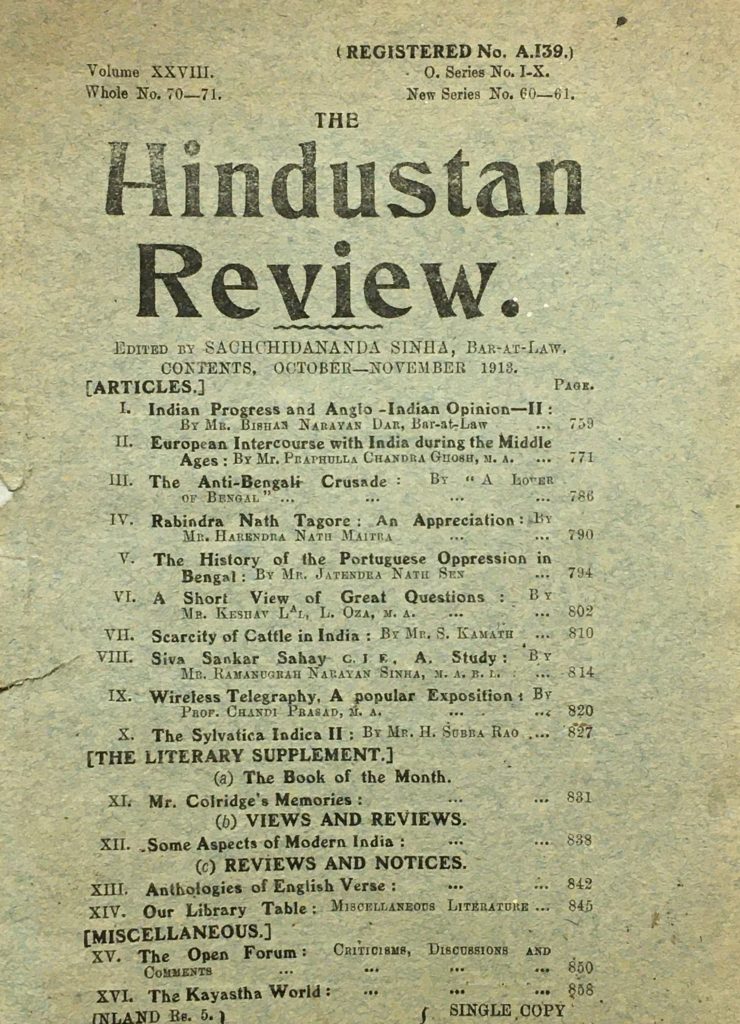 (REGISTERED No. A.139.)
Volume XXVIII. O. Series No. I-X.
Whole No. 70—71. New Series No. 60—61.
THE
Hindustan
Review.
EDITED BY SACHCHIDANANDA SINHA, BAR-AT-LAW.
CONTENTS, OCTOBER—NOVEMBER 1913.
[ARTICLES.] PAGE.
I. Indian Progress and Anglo-Indian Opinion—II :
BY MR. BISHAN NARAYAN DAR, Bar-at-Law ... 759
II. European Intercourse with India during the Middle
Ages : BY Mr. PRAPHULLA CHANDRA GHOSH, M. A. ... 771
III. The Anti-Bengali Crusade : BY " A LOVER
OF BENGAL " ... ... ... ... 786
IV. Rabindra Nath Tagore : An Appreciation : BY
MR. HARENDRA NATH MAITRA ... ... 790
V. The History of the Portuguese Oppression in
Bengal : BY MR. JATENDRA NATH SEN ... 794
VI. A Short View of Great Questions : BY
MR. KESHAV LAL, L. OZA, M. A. ... ... 802
VII. Scarcity of Cattle in India : BY MR. S. KAMATH ... 810
VIII. Siva Sankar Sahay C. I E. A. Study : BY
MR. RAMANUGRAH NARAYAN SINHA, M. A. B. L. : ... 814
IX. Wireless Telegraphy, A popular Exposition : BY
PROF. CHANDI PRASAD, M. A. ... ... 820
X. The Sylvatica Indica II : BY MR. H. SUBBA RAO ... 827
[THE LITERARY SUPPLEMENT.]
(a) The Book of the Month.
XI. Mr. Colridge's Memories : ... ... 831
(b) VIEWS AND REVIEWS.
XII. Some Aspects of Modern India : ... ... 838
(c) REVIEWS AND NOTICES.
XIII. Anthologies of English Verse : ... ... 842
XIV. Our Library Table : MISCELLANEOUS LITERATURE ... 845
[MISCELLANEOUS.]
XV. The Open Forum : CRITICISMS, DISCUSSIONS AND
COMMENTS ... ... ... ... 850
XVI. The Kayastha World : ... ... ... 858
INLAND Rs. 5. } { SINGLE COPY